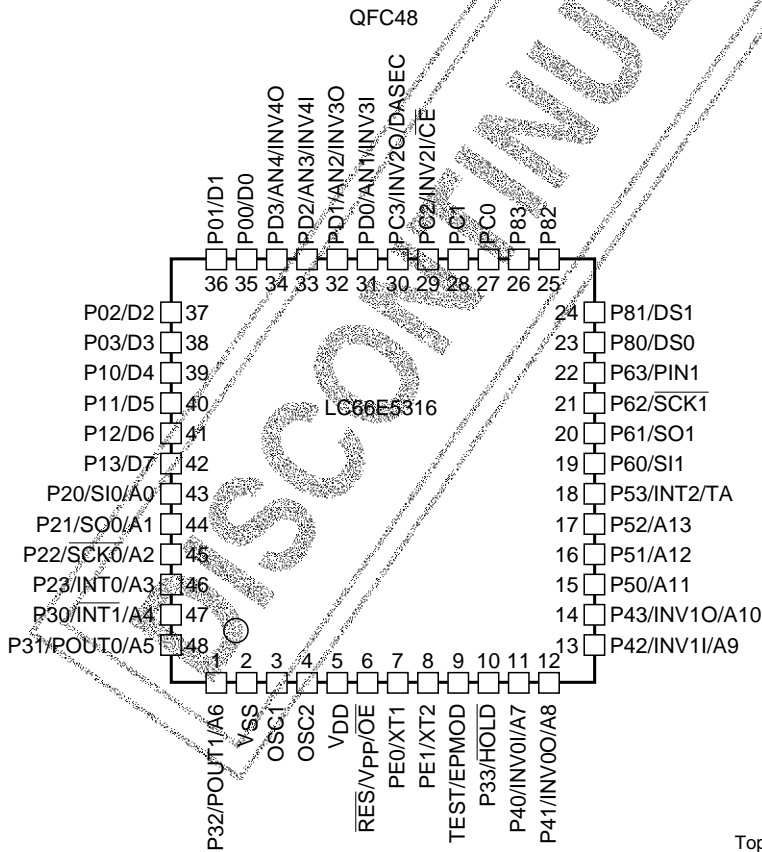 QFC48
P01/D1
P00/D0
PD3/AN4/INV4O
PD2/AN3/INV4I
PD1/AN2/INV3O
PD0/AN1/INV3I
PC3/INV2O/DASEC
PC2/INV2I/CE
PC1
PC0
P83
P82
36 35 34 33 32 31 30 29 28 27 26 25
P02/D2 37
P03/D3 38
P10/D4 39
P11/D5 40
P12/D6 41
P13/D7 42
P20/SI0/A0 43
P21/SO0/A1 44
P22/SCK0/A2 45
P23/INT0/A3 46
P30/INT1/A4 47
P31/POUT0/A5 48
LC66E5316
24 P81/DS1
23 P80/DS0
22 P63/PIN1
21 P62/SCK1
20 P61/SO1
19 P60/SI1
18 P53/INT2/TA
17 P52/A13
16 P51/A12
15 P50/A11
14 P43/INV1O/A10
13 P42/INV1I/A9
1 2 3 4 5 6 7 8 9 10 11 12
P32/POUT1/A6
VSS
OSC1
OSC2
VDD
RES/VPP/OE
PE0/XT1
PE1/XT2
TEST/EPMOD
P33/HOLD
P40/INV0I/A7
P41/INV0O/A8
Top
DISCONTINU